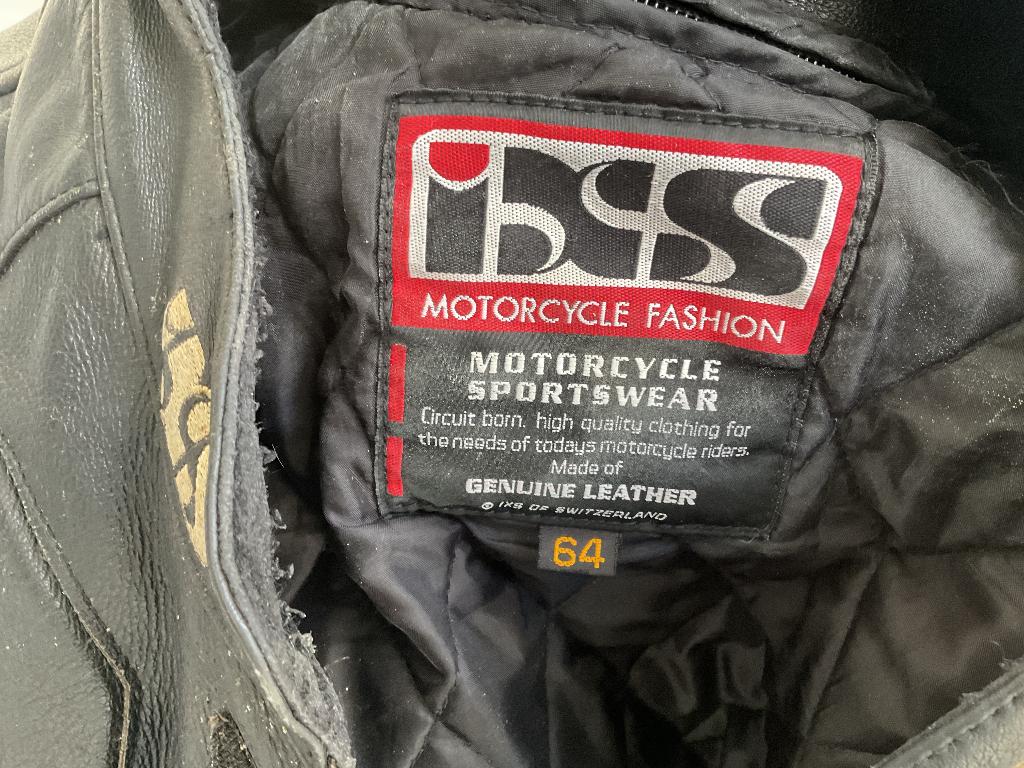 iXS
MOTORCYCLE FASHION
MOTORCYCLE
SPORTSWEAR
Circuit born, high quality clothing for
the needs of todays motorcycle riders.
Made of
GENUINE LEATHER
© IXS OF SWITZERLAND
64